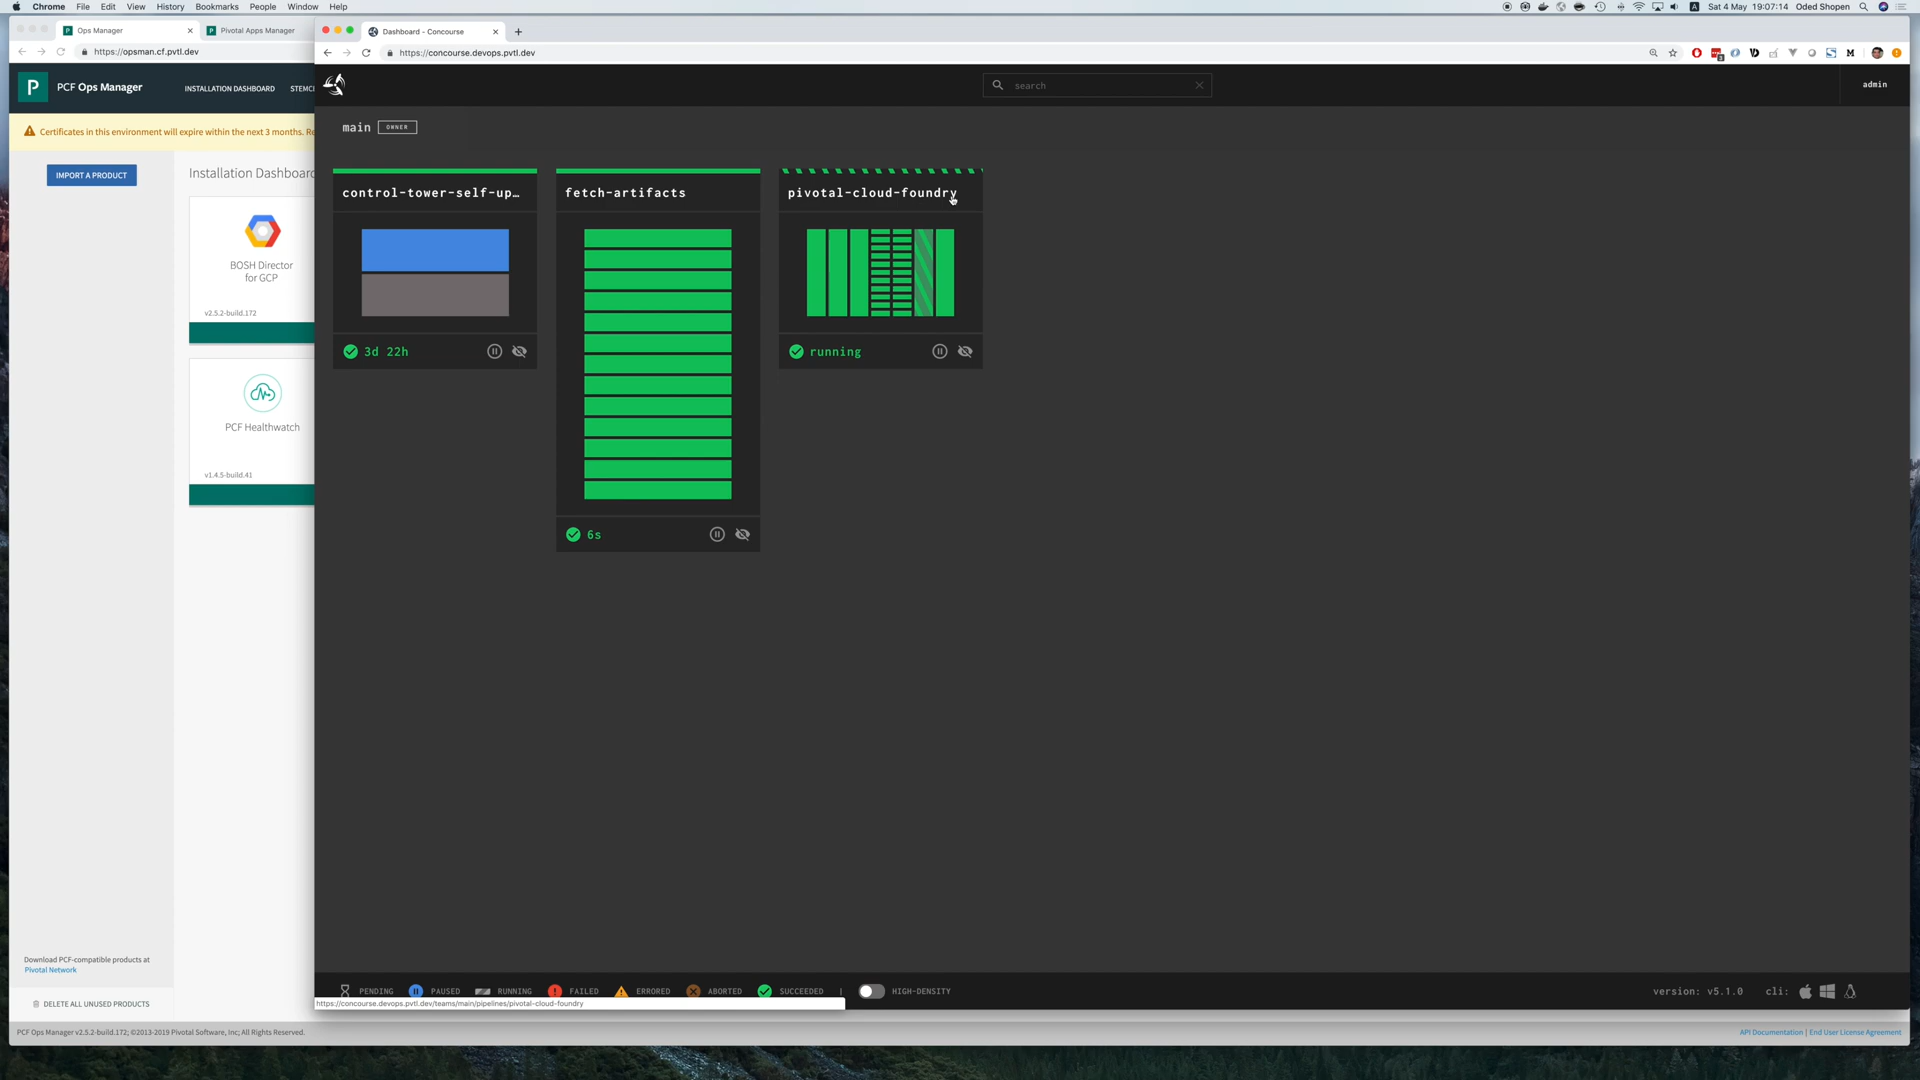 Chrome File Edit View History Bookmarks People Window Help
A Sat 4 May 19:07:14 Oded Shopen
Ops Manager
Pivotal Apps Manager
https://opsman.cf.pvtl.dev
P PCF Ops Manager
INSTALLATION DASHBOARD STEMC
Certificates in this environment will expire within the next 3 months. Re
IMPORT A PRODUCT
Installation Dashboard
BOSH Director
for GCP
v2.5.2-build.172
PCF Healthwatch
v1.4.5-build.41
Download PCF-compatible products at
Pivotal Network
DELETE ALL UNUSED PRODUCTS
PCF Ops Manager v2.5.2-build.172; ©2013-2019 Pivotal Software, Inc; All Rights Reserved.
API Documentation | End User License Agreement
Dashboard - Concourse
https://concourse.devops.pvtl.dev
search
admin
main OWNER
control-tower-self-up…
3d 22h
fetch-artifacts
6s
pivotal-cloud-foundry
running
PENDING PAUSED RUNNING FAILED ERRORED ABORTED SUCCEEDED | HIGH-DENSITY
version: v5.1.0 cli:
https://concourse.devops.pvtl.dev/teams/main/pipelines/pivotal-cloud-foundry